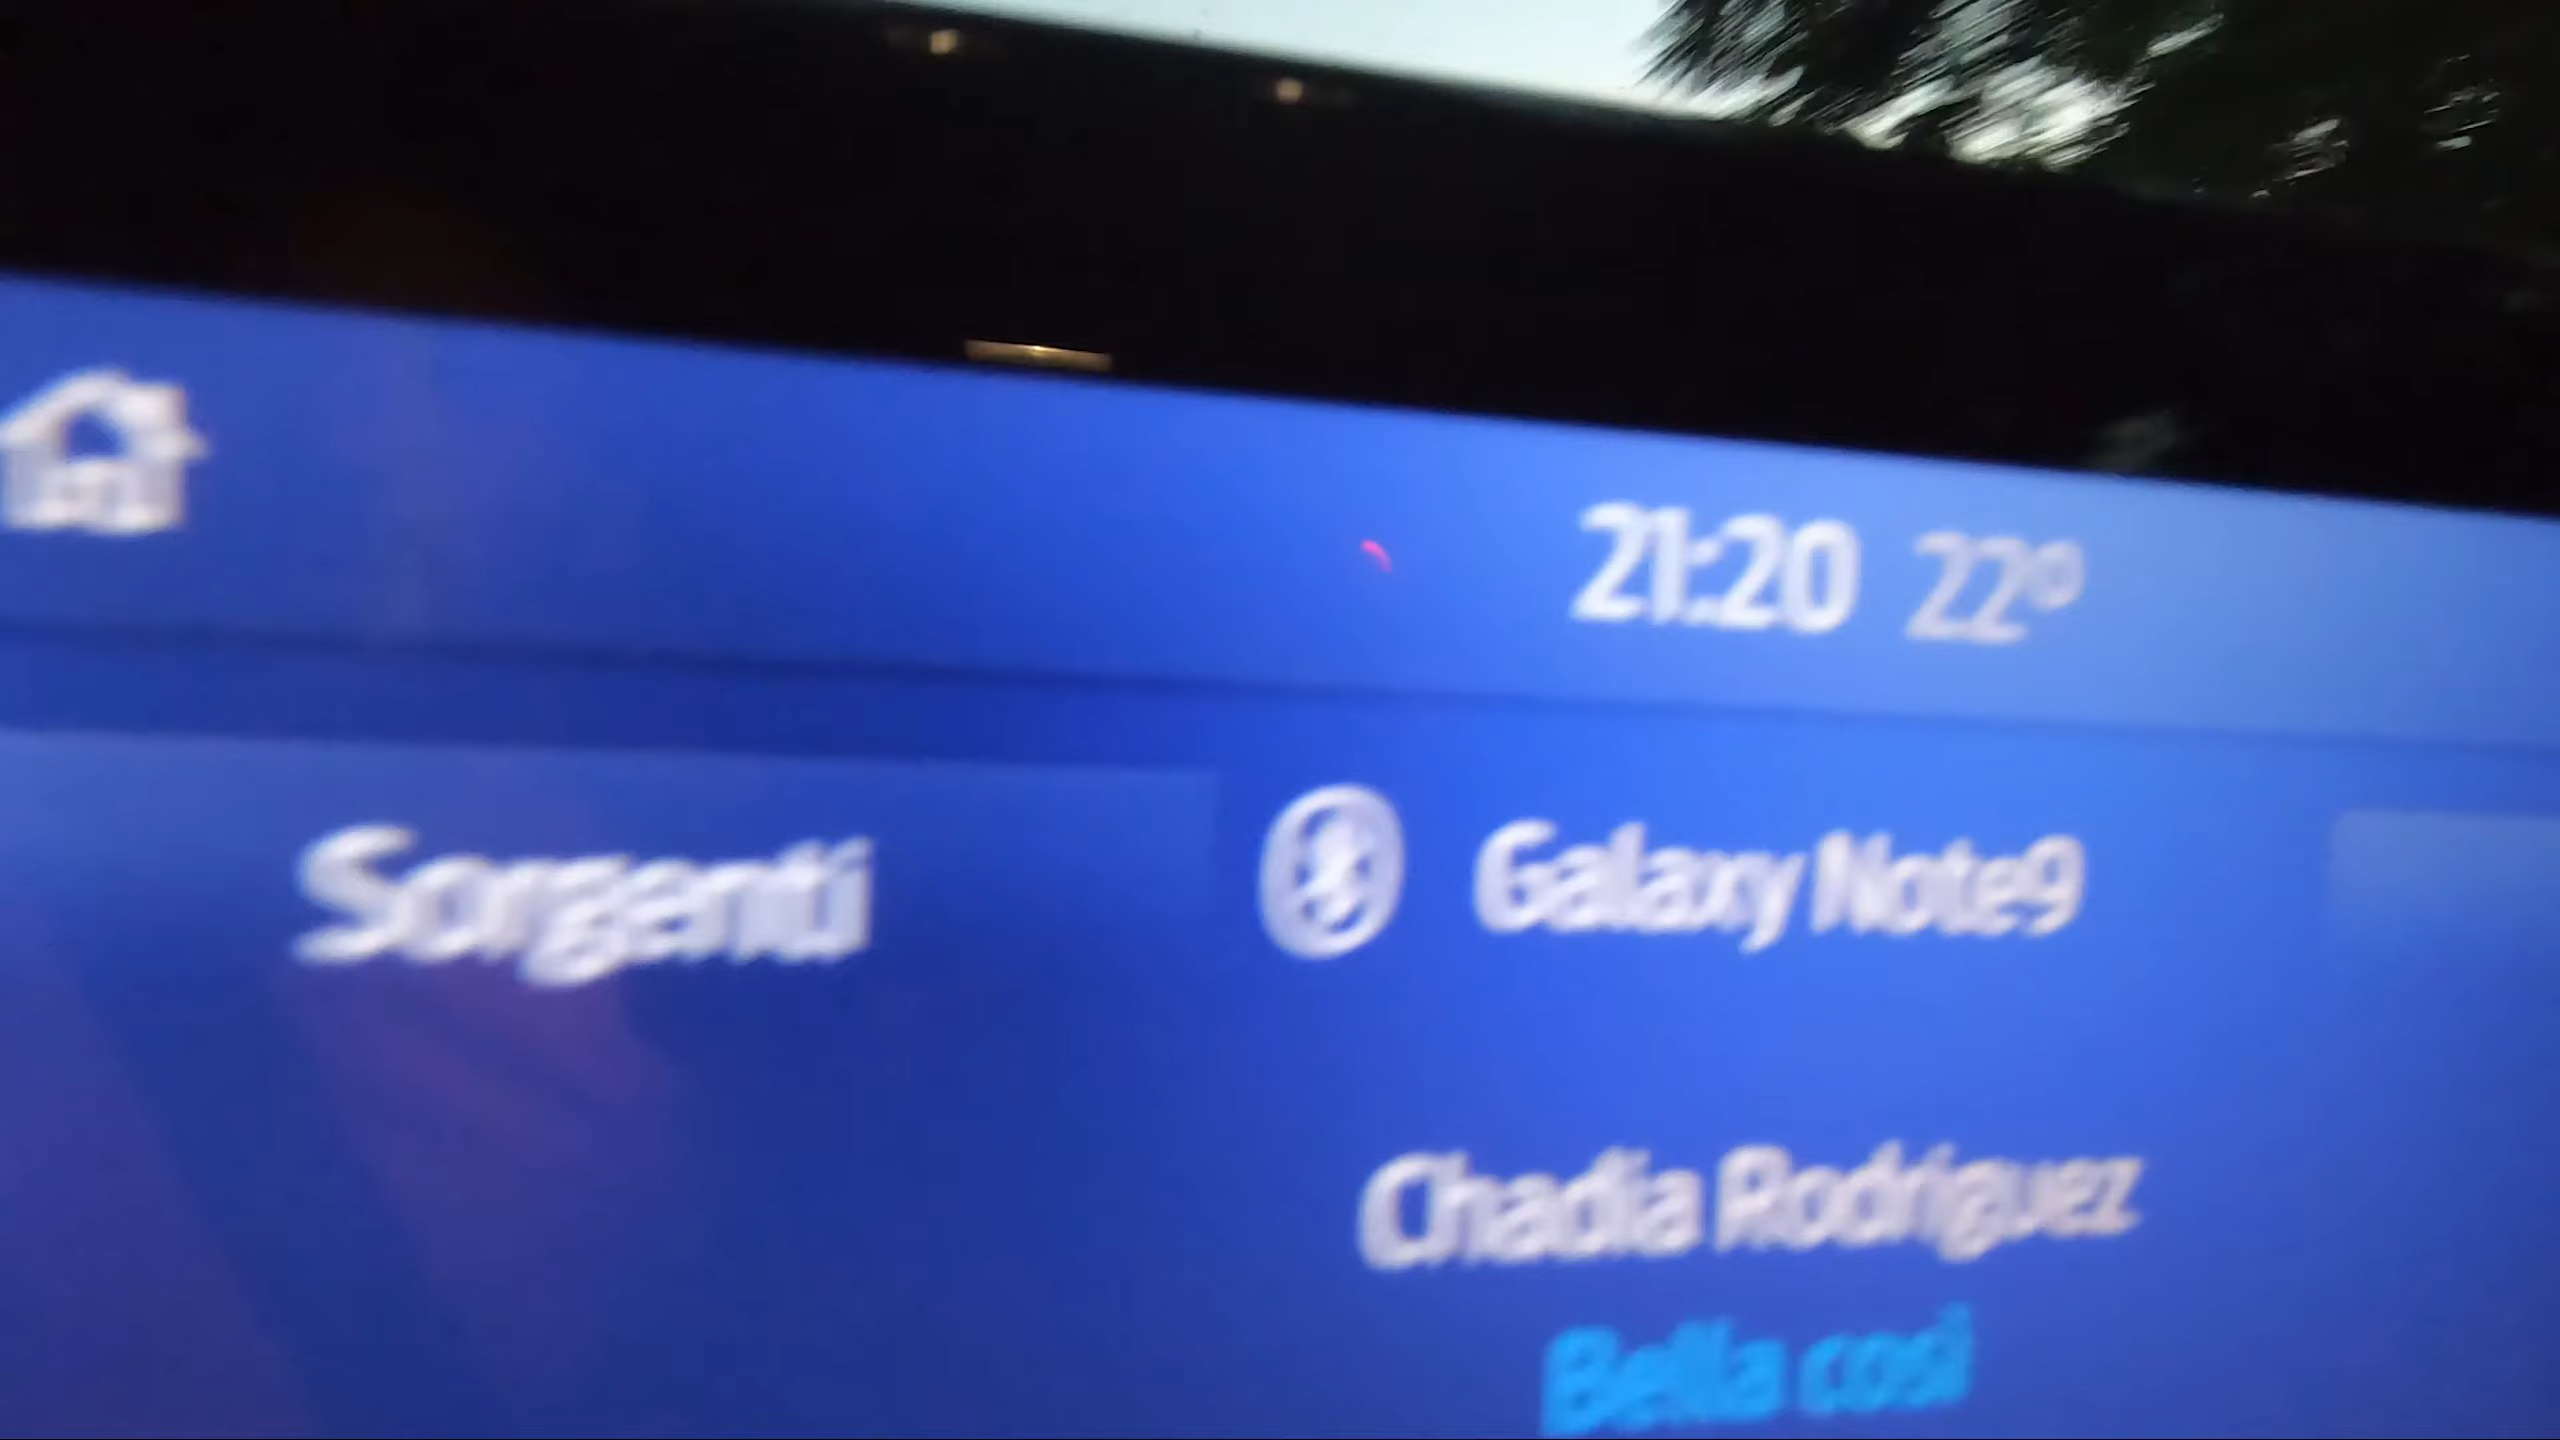 21:20 22°
Sorgenti
Galaxy Note9
Chadia Rodriguez
Bella così